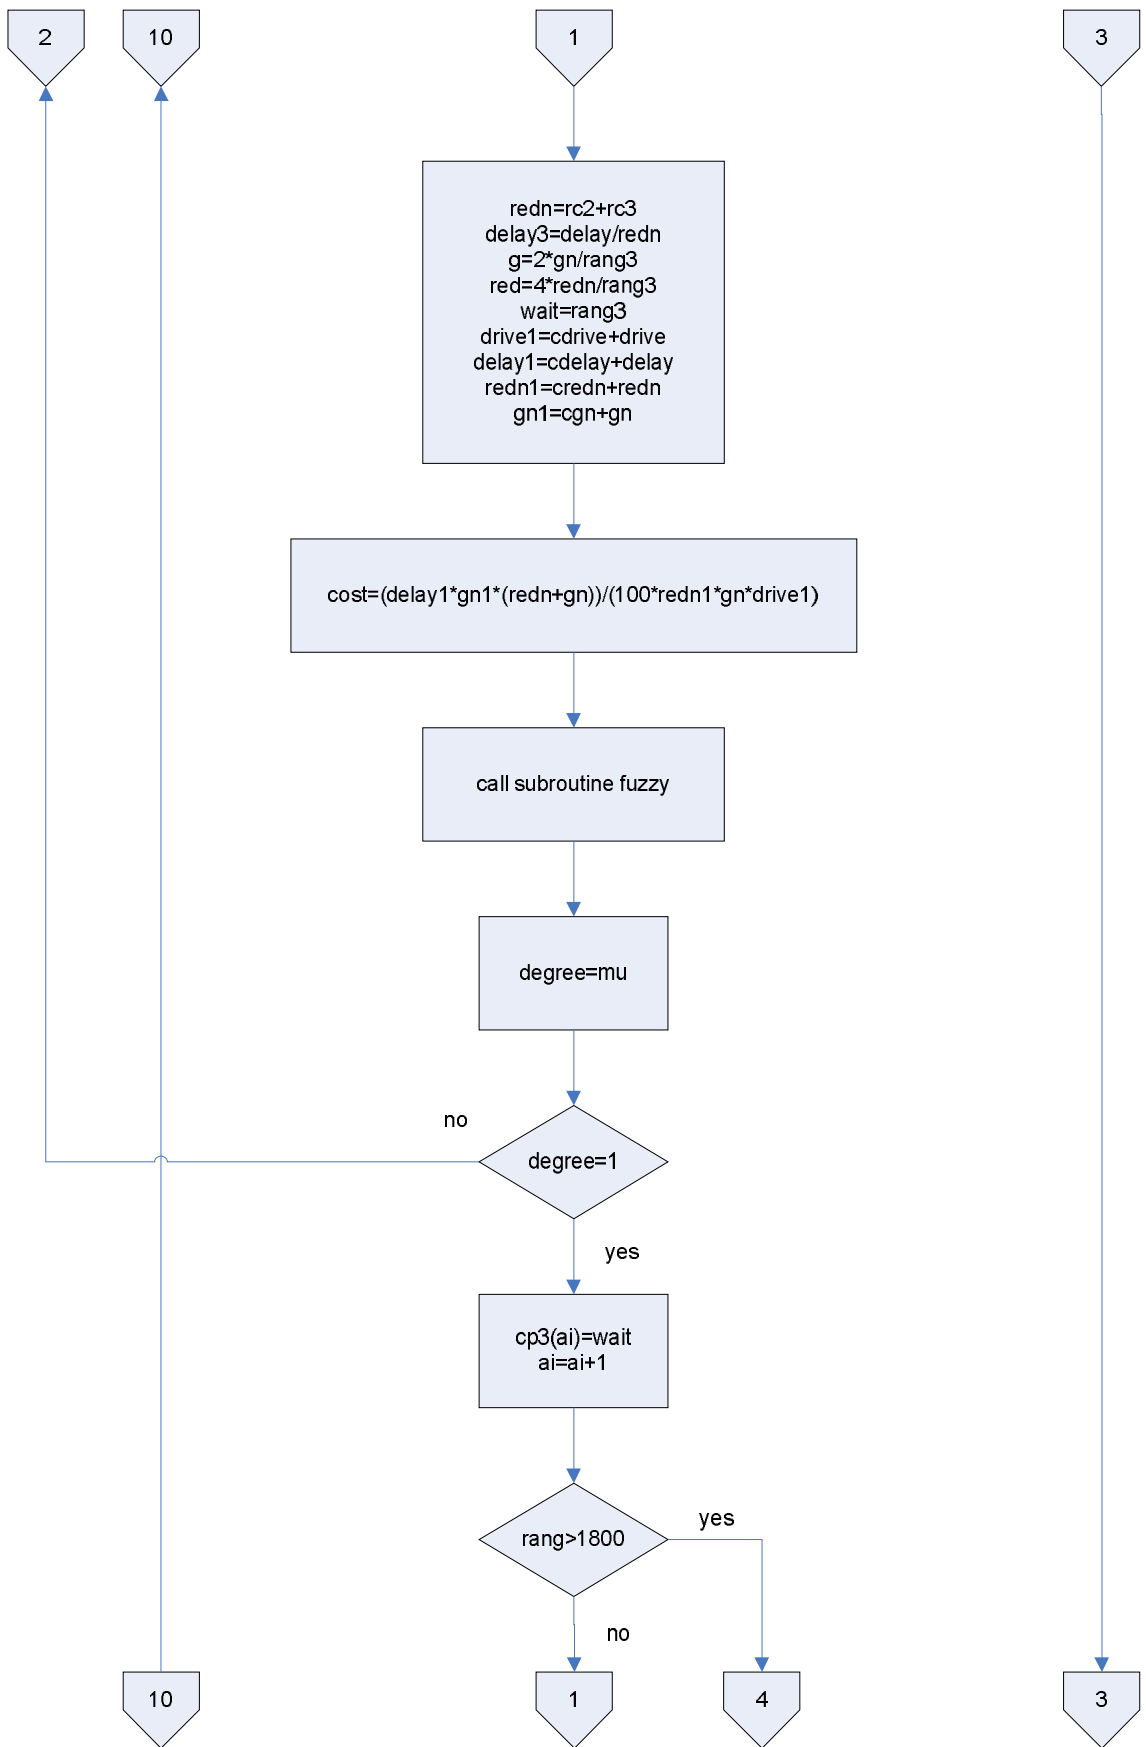 2
10
1
3
redn=rc2+rc3
delay3=delay/redn
g=2*gn/rang3
red=4*redn/rang3
wait=rang3
drive1=cdrive+drive
delay1=cdelay+delay
redn1=credn+redn
gn1=cgn+gn
cost=(delay1*gn1*(redn+gn))/(100*redn1*gn*drive1)
call subroutine fuzzy
degree=mu
no
degree=1
yes
cp3(ai)=wait
ai=ai+1
yes
rang>1800
no
10
1
4
3